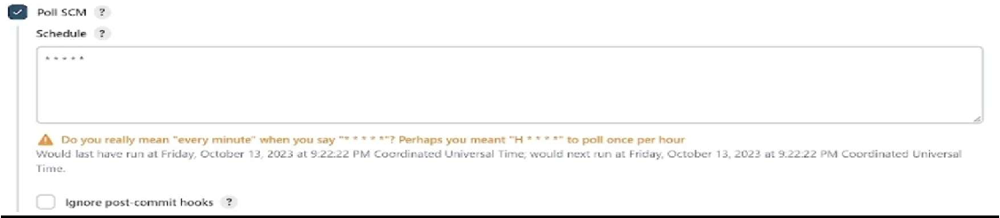 Poll SCM ?
Schedule ?
* * * * *
Do you really mean "every minute" when you say "* * * * *"? Perhaps you meant "H * * * *" to poll once per hour
Would last have run at Friday, October 13, 2023 at 9:22:22 PM Coordinated Universal Time; would next run at Friday, October 13, 2023 at 9:22:22 PM Coordinated Universal
Time.
Ignore post-commit hooks ?